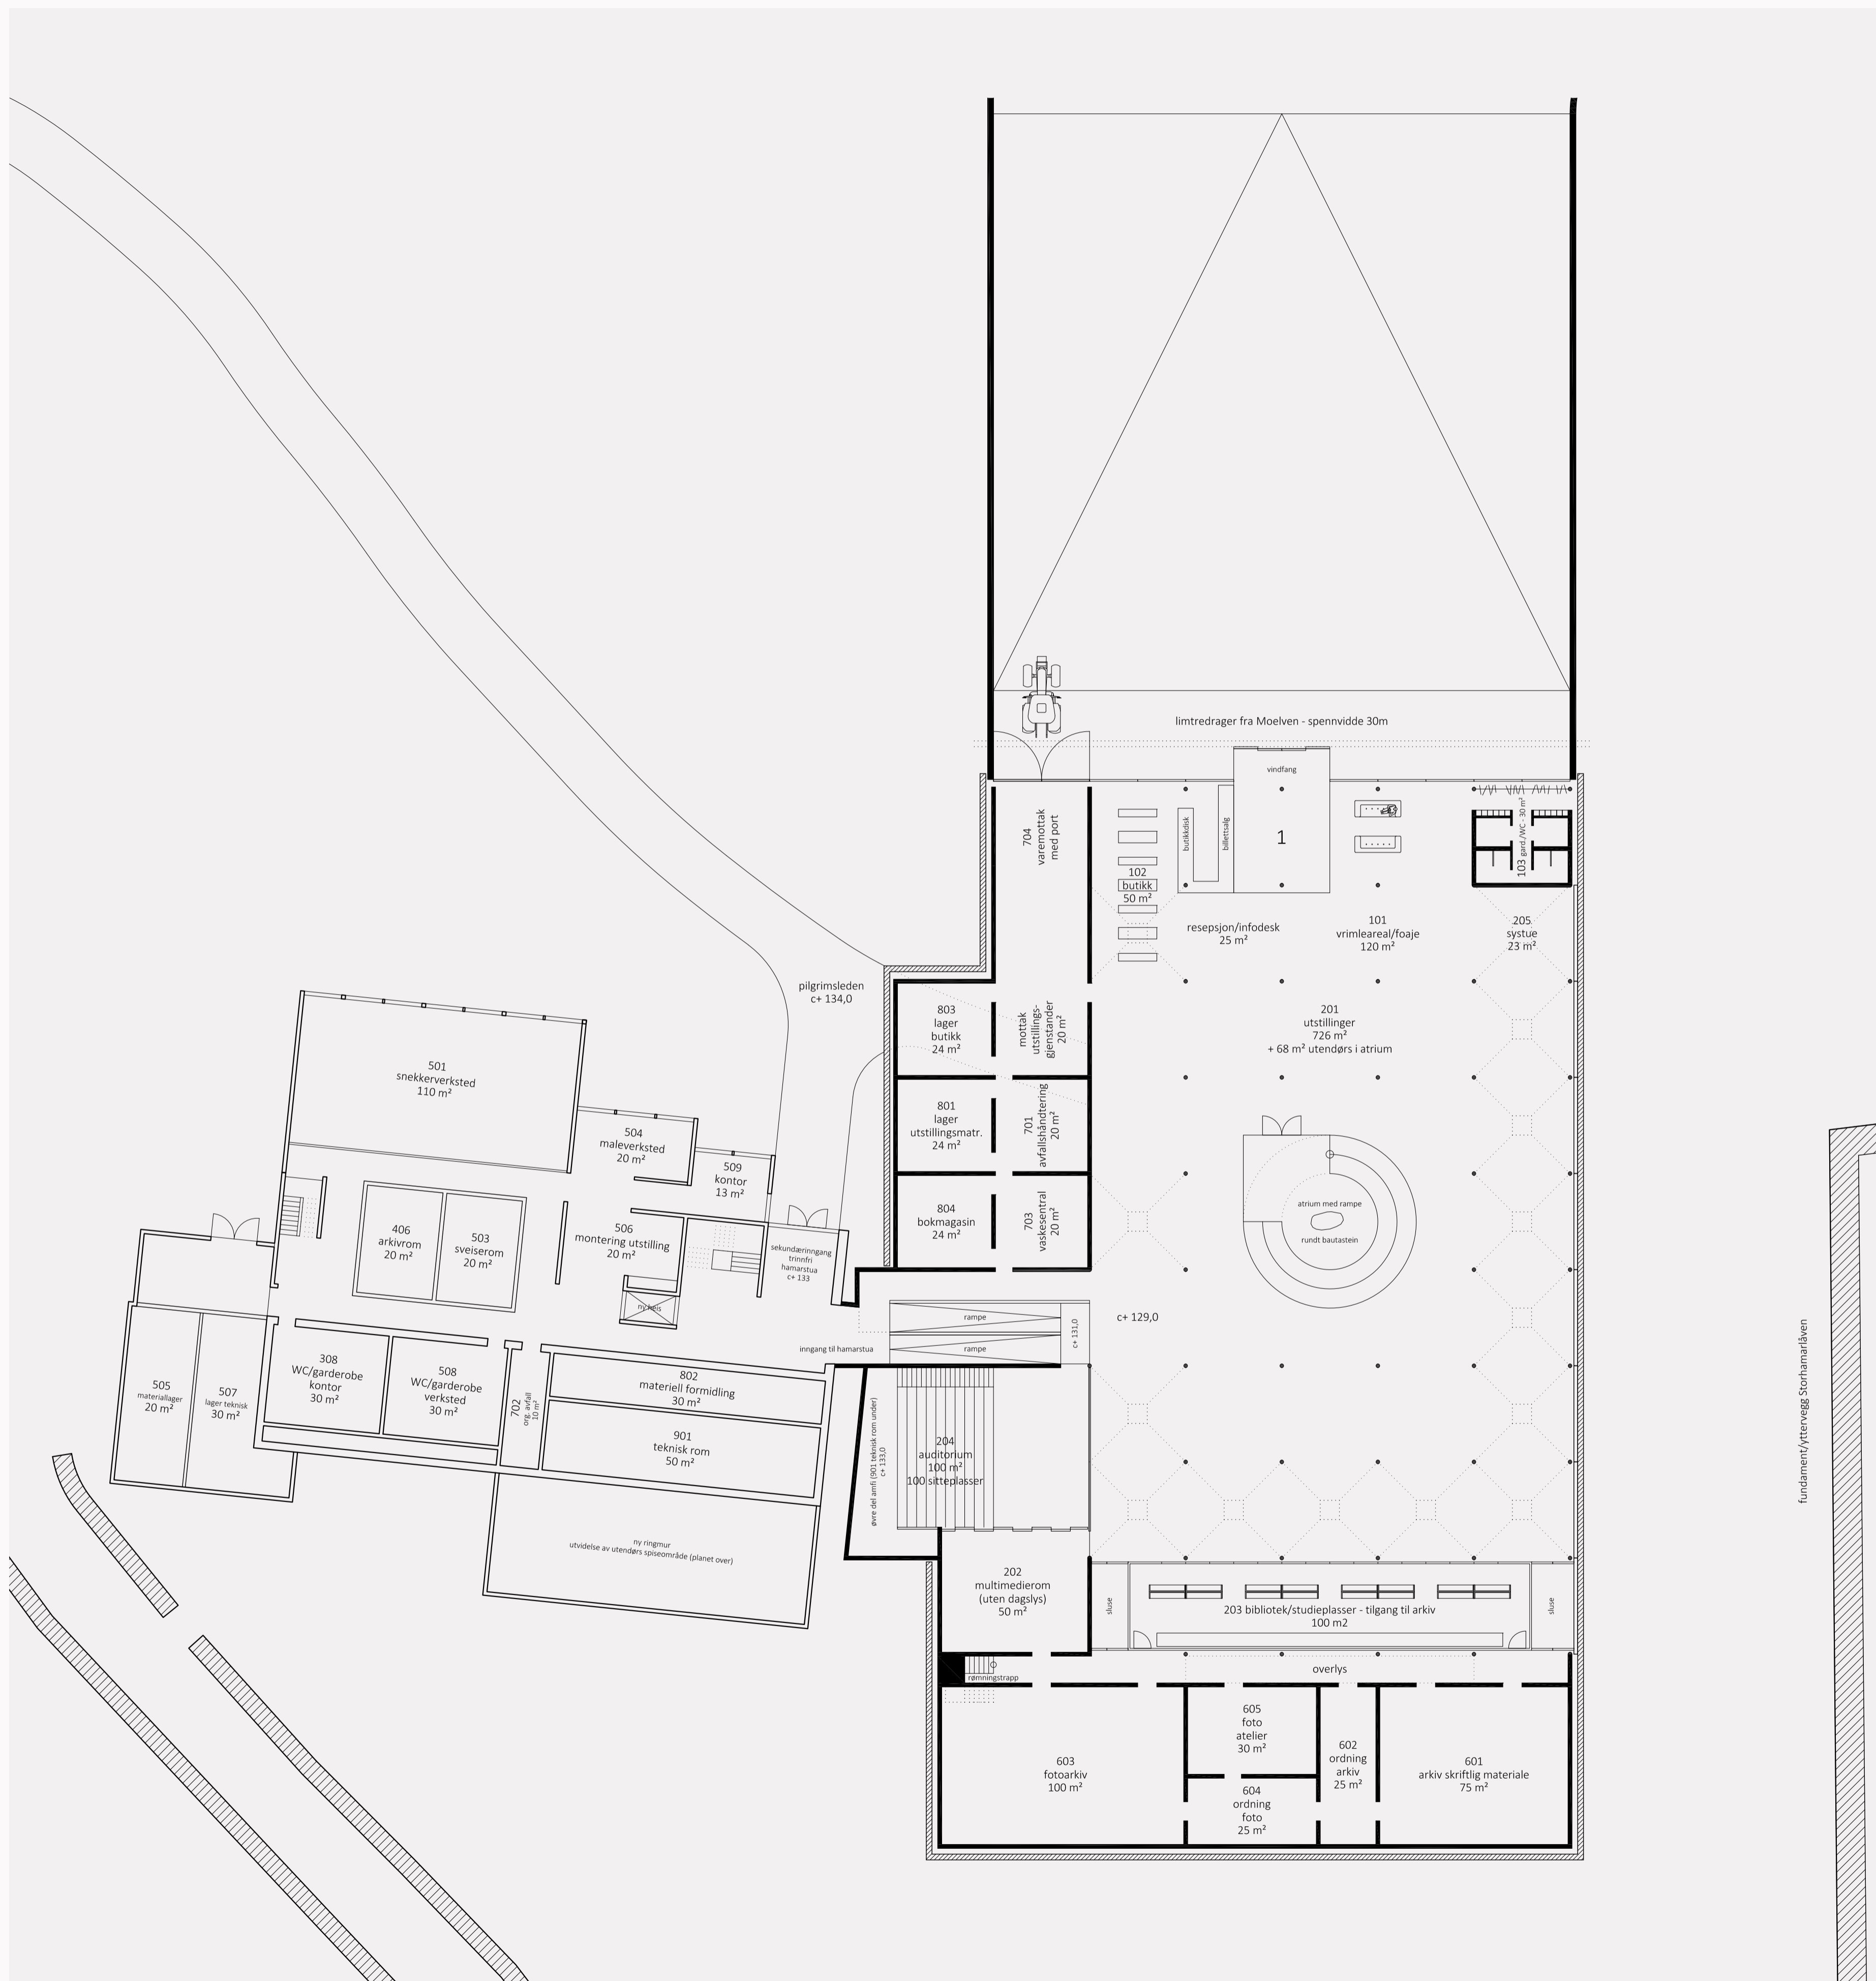 limtredrager fra Moelven - spennvidde 30m
vindfang
704
varemottak
med port
butikkdisk
billettsalg
1
103 gard./WC - 30 m²
102
butikk
50 m²
resepsjon/infodesk
25 m²
101
vrimleareal/foaje
120 m²
205
systue
23 m²
pilgrimsleden
c+ 134,0
803
lager
butikk
24 m²
mottak
utstillings-
gjenstander
20 m²
201
utstillinger
726 m²
+ 68 m² utendørs i atrium
501
snekkerverksted
110 m²
801
lager
utstillingsmatr.
24 m²
701
avfallshåndtering
20 m²
504
maleverksted
20 m²
509
kontor
13 m²
804
bokmagasin
24 m²
703
vaskesentral
20 m²
atrium med rampe
rundt bautastein
406
arkivrom
20 m²
503
sveiserom
20 m²
506
montering utstilling
20 m²
sekundærinngang
trinnfri
hamarstua
c+ 133
ny heis
rampe
rampe
c+ 131,0
c+ 129,0
inngang til hamarstua
fundament/yttervegg Storhamarlåven
505
materiallager
20 m²
507
lager teknisk
30 m²
308
WC/garderobe
kontor
30 m²
508
WC/garderobe
verksted
30 m²
702
org. avfall
10 m²
802
materiell formidling
30 m²
901
teknisk rom
50 m²
øvre del amfi (901 teknisk rom under)
c+ 133,0
204
auditorium
100 m²
100 sitteplasser
ny ringmur
utvidelse av utendørs spiseområde (planet over)
202
multimedierom
(uten dagslys)
50 m²
sluse
203 bibliotek/studieplasser - tilgang til arkiv
100 m2
sluse
rømningstrapp
overlys
603
fotoarkiv
100 m²
605
foto
atelier
30 m²
604
ordning
foto
25 m²
602
ordning
arkiv
25 m²
601
arkiv skriftlig materiale
75 m²